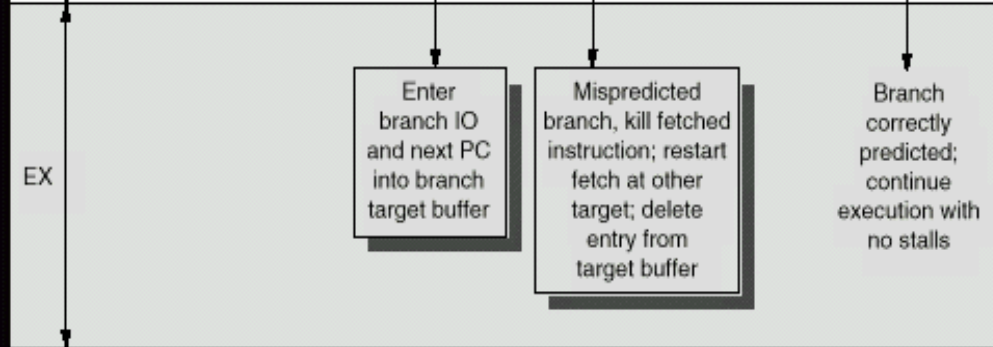 EX
Enter
branch IO
and next PC
into branch
target buffer
Mispredicted
branch, kill fetched
instruction; restart
fetch at other
target; delete
entry from
target buffer
Branch
correctly
predicted;
continue
execution with
no stalls